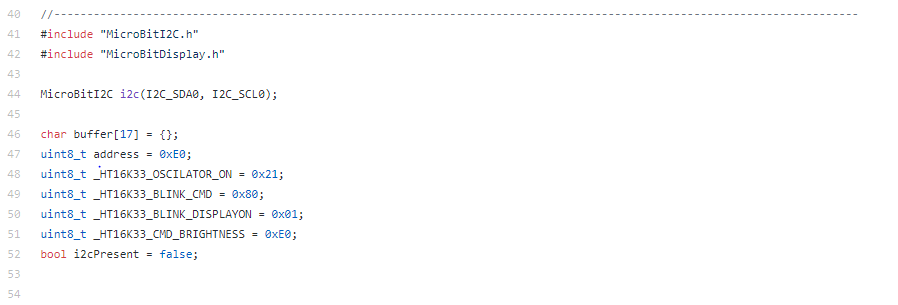 40 //--------------------------------------------------------------------------------------------------------------------------
41 #include "MicroBitI2C.h"
42 #include "MicroBitDisplay.h"
43
44 MicroBitI2C i2c(I2C_SDA0, I2C_SCL0);
45
46 char buffer[17] = {};
47 uint8_t address = 0xE0;
48 uint8_t _HT16K33_OSCILATOR_ON = 0x21;
49 uint8_t _HT16K33_BLINK_CMD = 0x80;
50 uint8_t _HT16K33_BLINK_DISPLAYON = 0x01;
51 uint8_t _HT16K33_CMD_BRIGHTNESS = 0xE0;
52 bool i2cPresent = false;
53
54